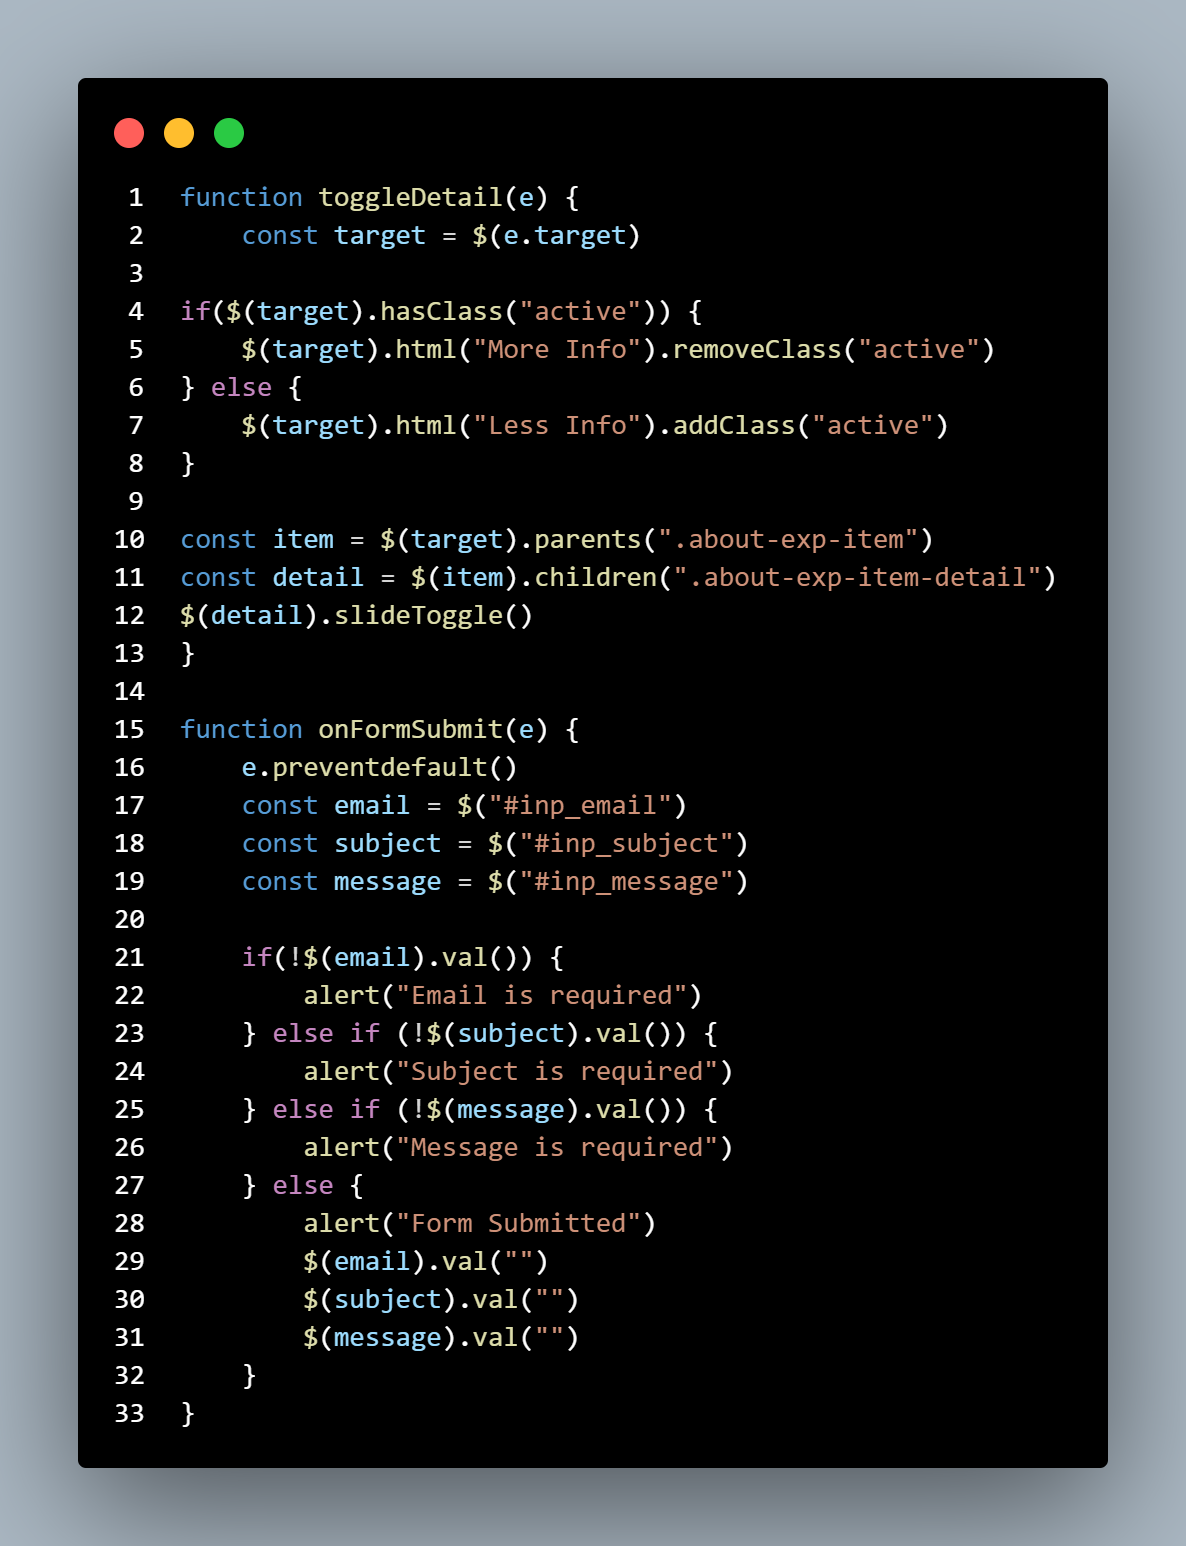 1 function toggleDetail(e) {
2     const target = $(e.target)
3
4 if($(target).hasClass("active")) {
5     $(target).html("More Info").removeClass("active")
6 } else {
7     $(target).html("Less Info").addClass("active")
8 }
9
10 const item = $(target).parents(".about-exp-item")
11 const detail = $(item).children(".about-exp-item-detail")
12 $(detail).slideToggle()
13 }
14
15 function onFormSubmit(e) {
16     e.preventdefault()
17     const email = $("#inp_email")
18     const subject = $("#inp_subject")
19     const message = $("#inp_message")
20
21     if(!$(email).val()) {
22         alert("Email is required")
23     } else if (!$(subject).val()) {
24         alert("Subject is required")
25     } else if (!$(message).val()) {
26         alert("Message is required")
27     } else {
28         alert("Form Submitted")
29         $(email).val("")
30         $(subject).val("")
31         $(message).val("")
32     }
33 }